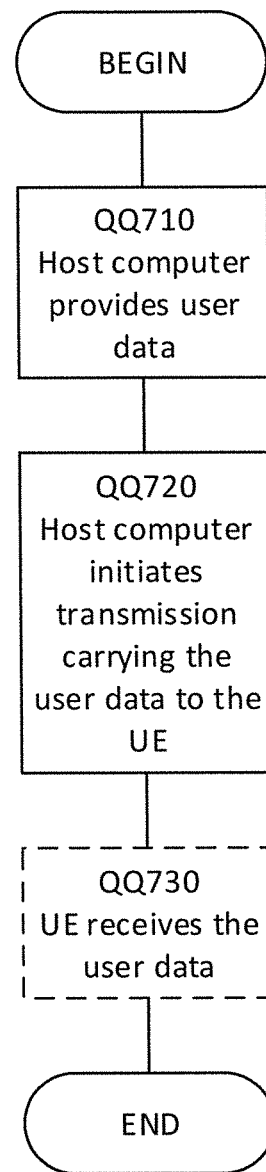 BEGIN
QQ710
Host computer
provides user
data
QQ720
Host computer
initiates
transmission
carrying the
user data to the
UE
QQ730
UE receives the
user data
END